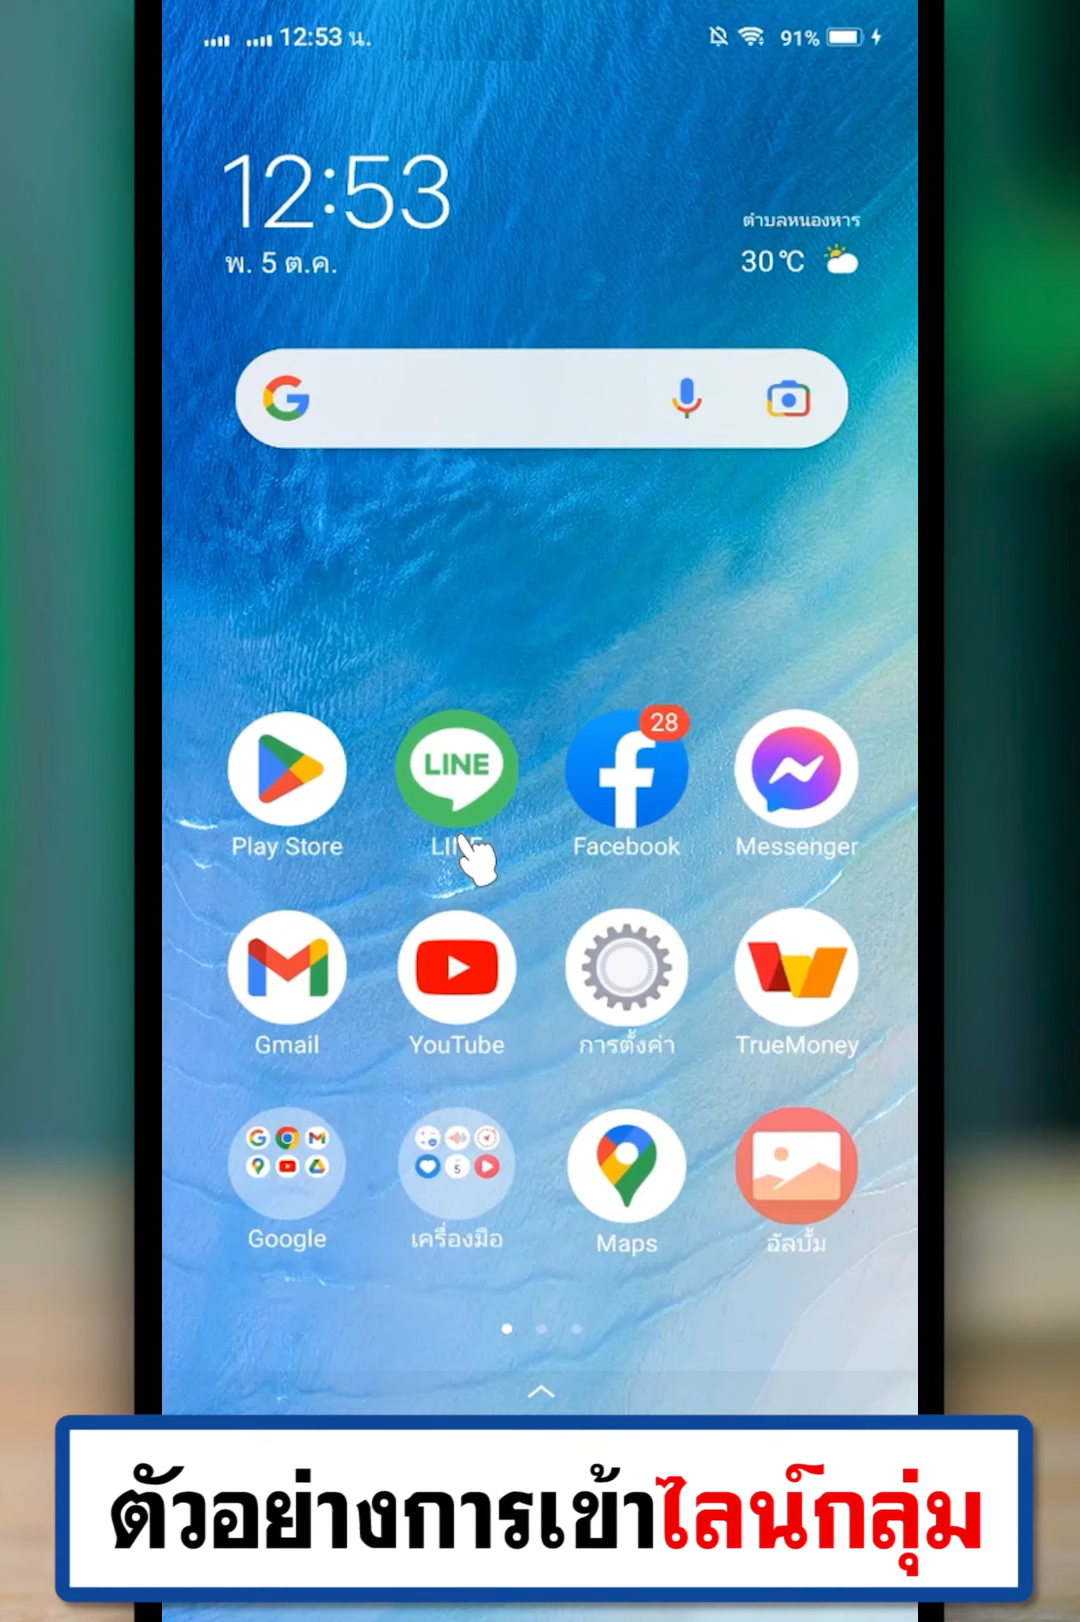 12:53 น.
91%
12:53
พ. 5 ต.ค.
ตำบลหนองหาร
30 °C
G
LINE
28
Play Store
Facebook
Messenger
Gmail
YouTube
การตั้งค่า
TrueMoney
5
Google
เครื่องมือ
Maps
อัลบั้ม
ตัวอย่างการเข้าไลน์กลุ่ม